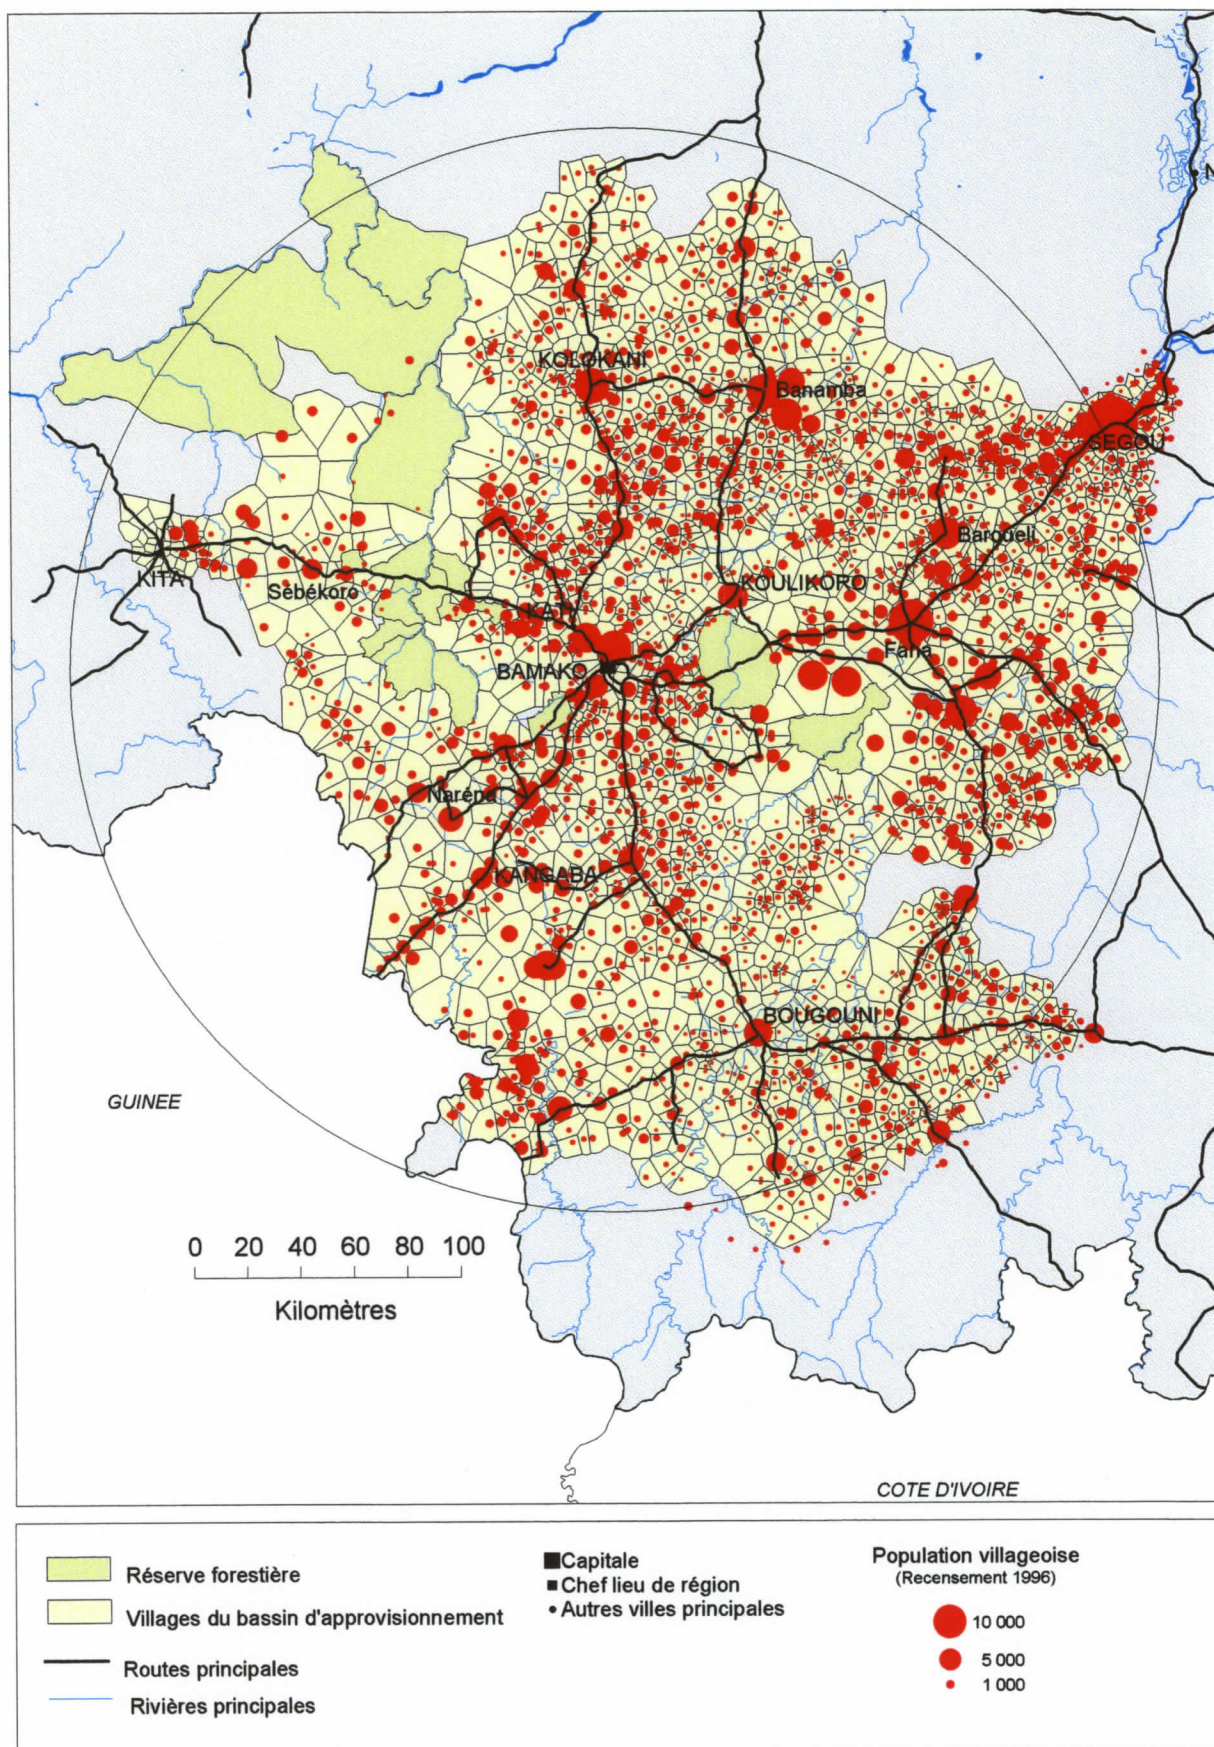 N
KOLOKANI
Banamba
SEGOU
Baroueli
KITA
Sébékoro
KATI
KOULIKORO
Fana
BAMAKO
Naréna
KANGABA
BOUGOUNI
GUINEE
0 20 40 60 80 100
Kilomètres
COTE D'IVOIRE
Réserve forestière
Villages du bassin d'approvisionnement
Routes principales
Rivières principales
Capitale
Chef lieu de région
Autres villes principales
Population villageoise
(Recensement 1996)
10 000
5 000
1 000